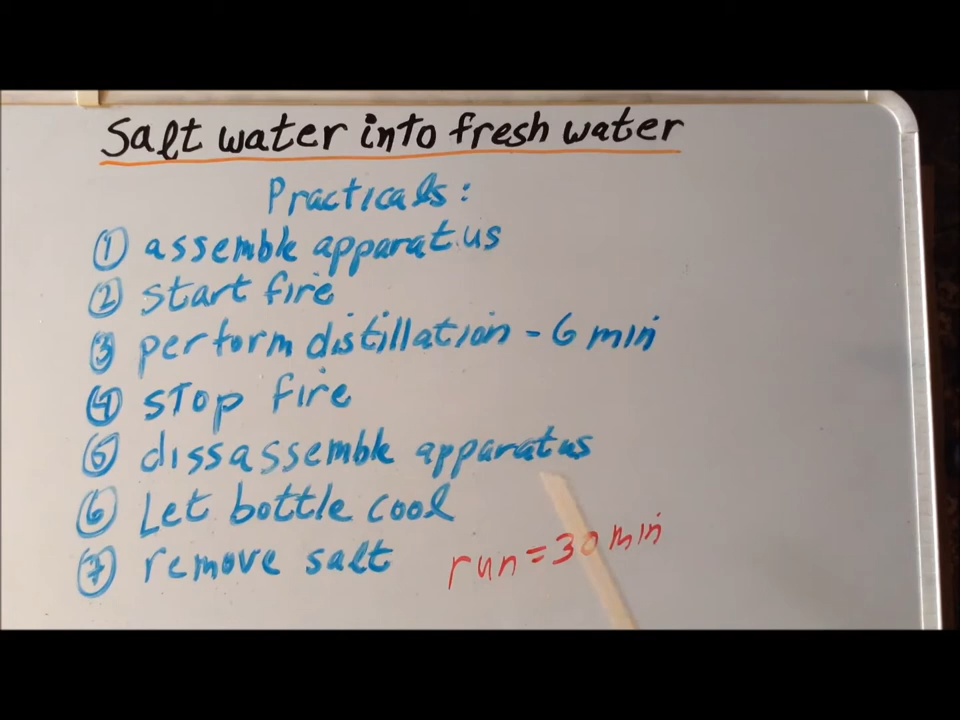 Salt water into fresh water
Practicals:
① assemble apparatus
② start fire
③ perform distillation - 6 min
④ stop fire
⑤ dissassemble apparatus
⑥ Let bottle cool
⑦ remove salt
run = 30 min